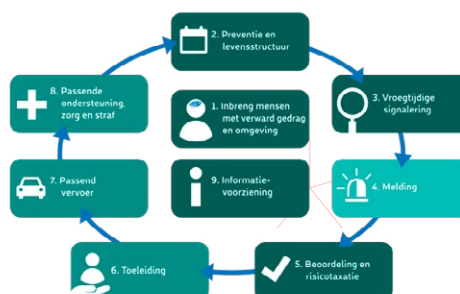 2. Preventie en
levensstructuur
8. Passende
ondersteuning,
zorg en straf
1. Inbreng mensen
met verward gedrag
en omgeving
3. Vroegtijdige
signalering
7. Passend
vervoer
9. Informatie-
voorziening
4. Melding
6. Toeleiding
5. Beoordeling en
risicotaxatie